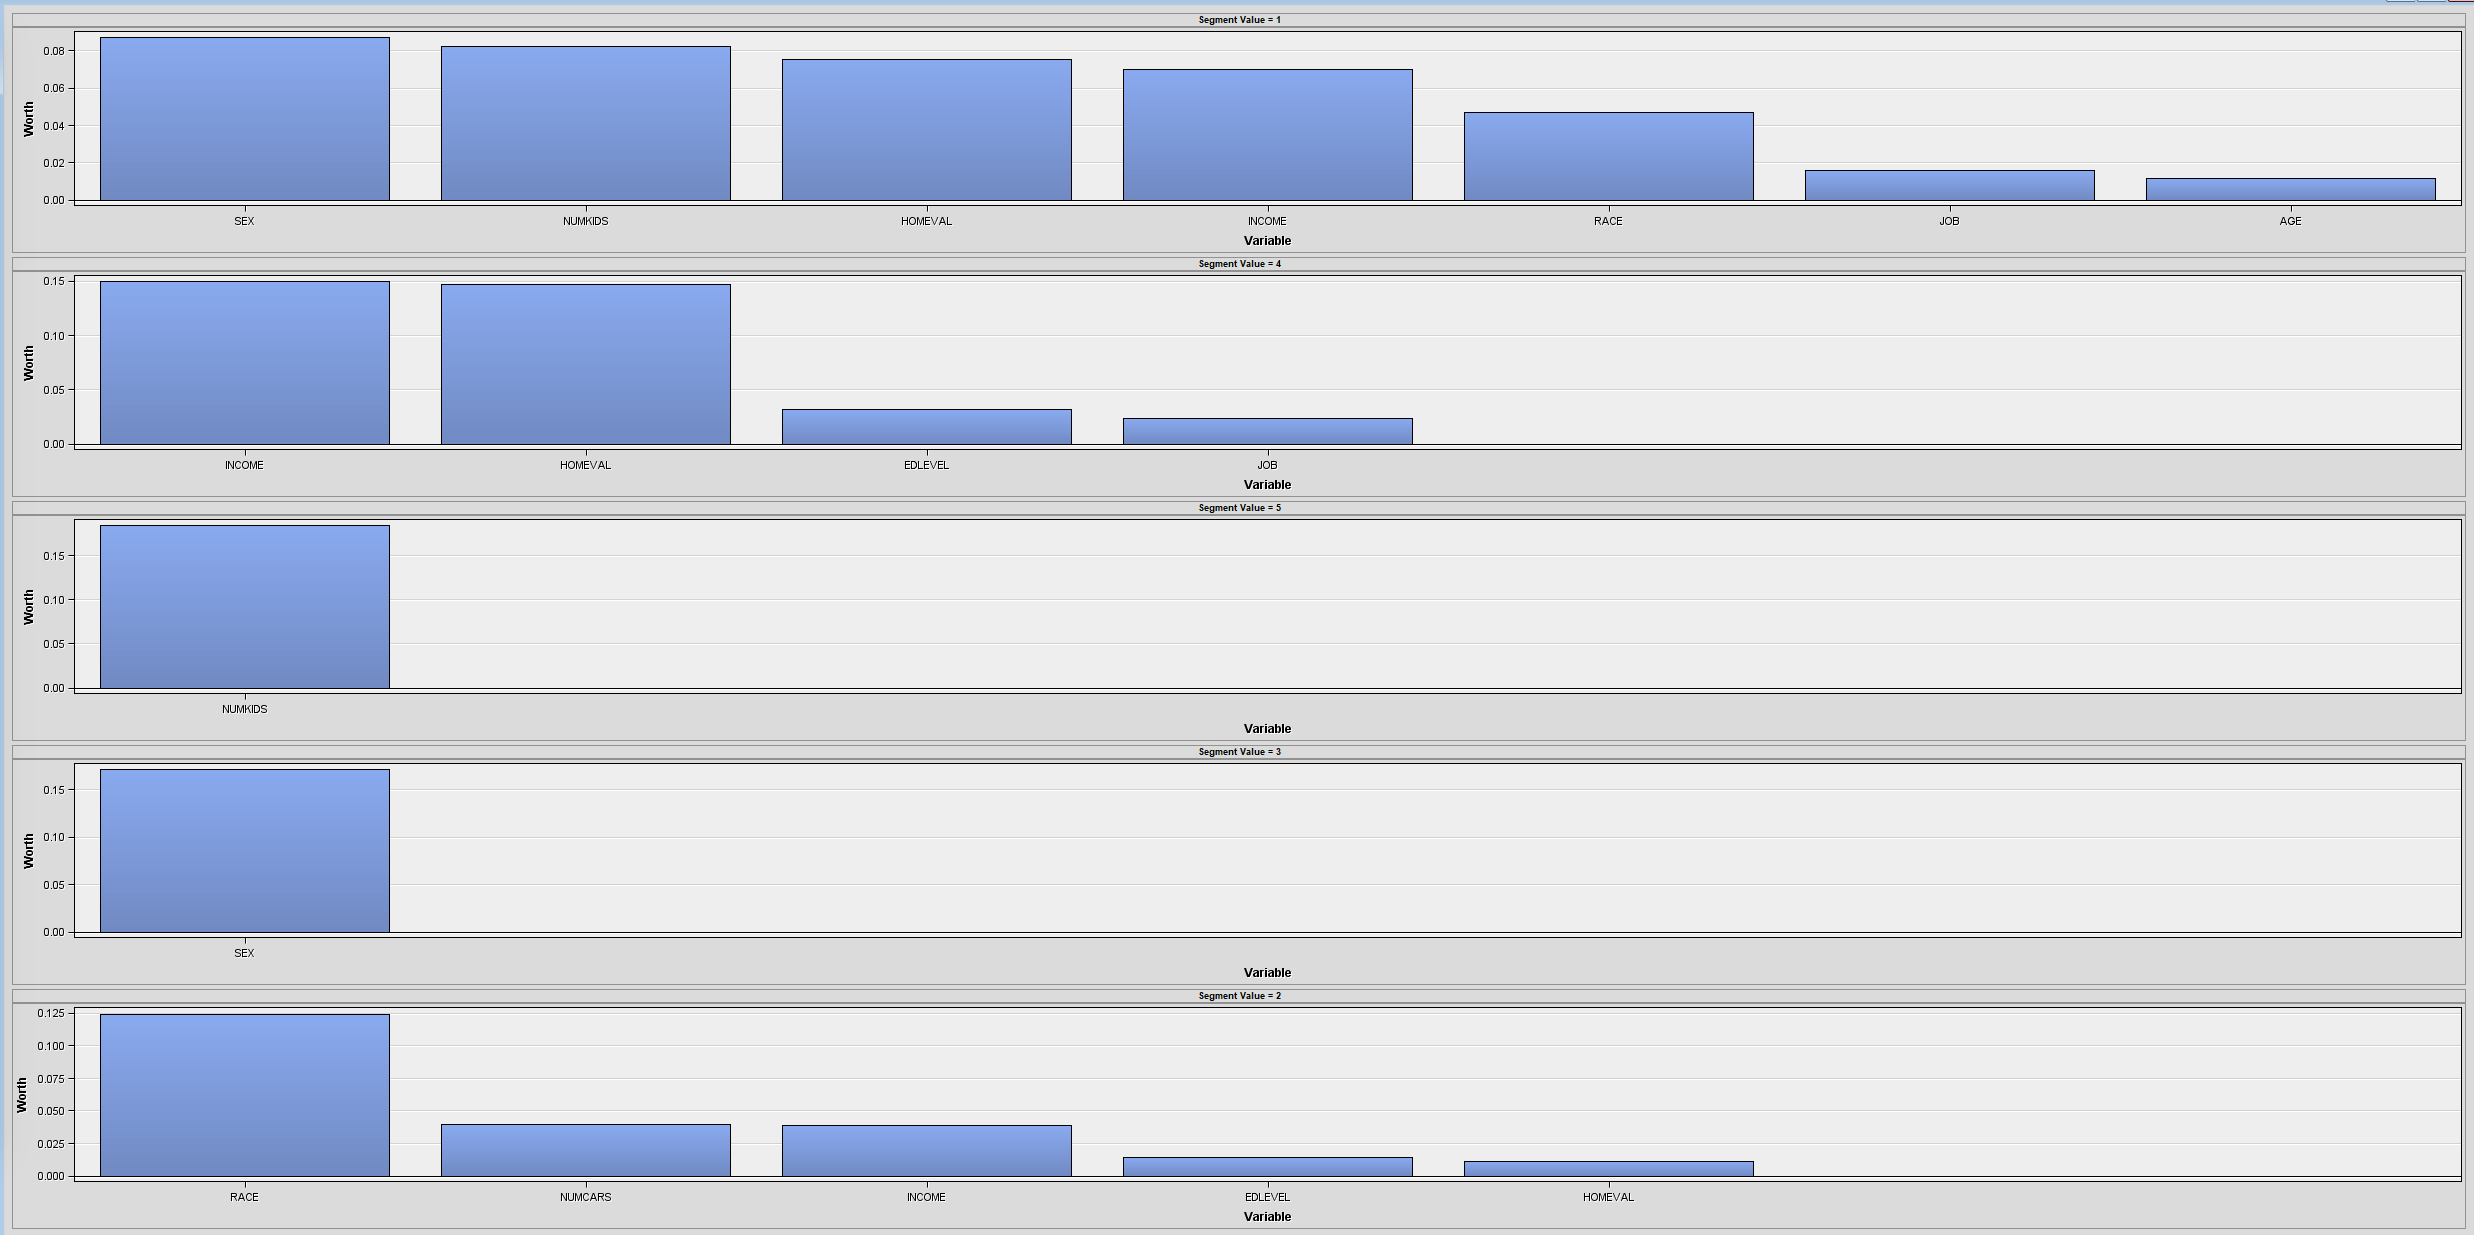 Segment Value = 1
Worth
0.08
0.06
0.04
0.02
0.00
SEX NUMKIDS HOMEVAL INCOME RACE JOB AGE
Variable
Segment Value = 4
Worth
0.15
0.10
0.05
0.00
INCOME HOMEVAL EDLEVEL JOB
Variable
Segment Value = 5
Worth
0.15
0.10
0.05
0.00
NUMKIDS
Variable
Segment Value = 3
Worth
0.15
0.10
0.05
0.00
SEX
Variable
Segment Value = 2
Worth
0.125
0.100
0.075
0.050
0.025
0.000
RACE NUMCARS INCOME EDLEVEL HOMEVAL
Variable